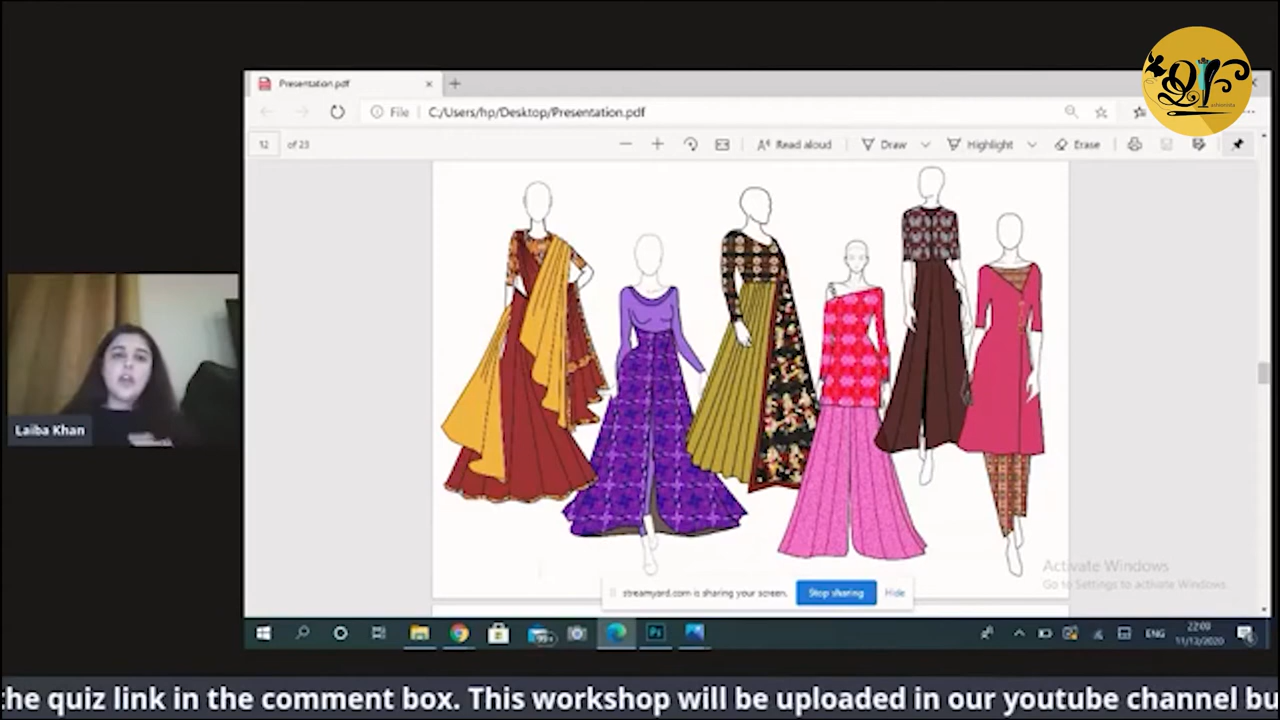 Presentation.pdf
File
C:/Users/hp/Desktop/Presentation.pdf
12 of 23
Read aloud
Draw
Highlight
Erase
Laiba Khan
Activate Windows
Go to Settings to activate Windows
streamyard.com is sharing your screen.
Stop sharing
Hide
99+
Ps
ENG
22:00
the quiz link in the comment box. This workshop will be uploaded in our youtube channel bu